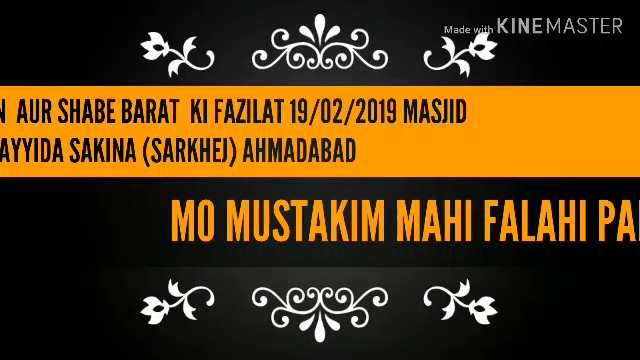 Made with KINEMASTER
AUR SHABE BARAT KI FAZILAT 19/02/2019 MASJID
SAKINA (SARKHEJ) AHMADABAD
MO MUSTAKIM MAHI FALAHI